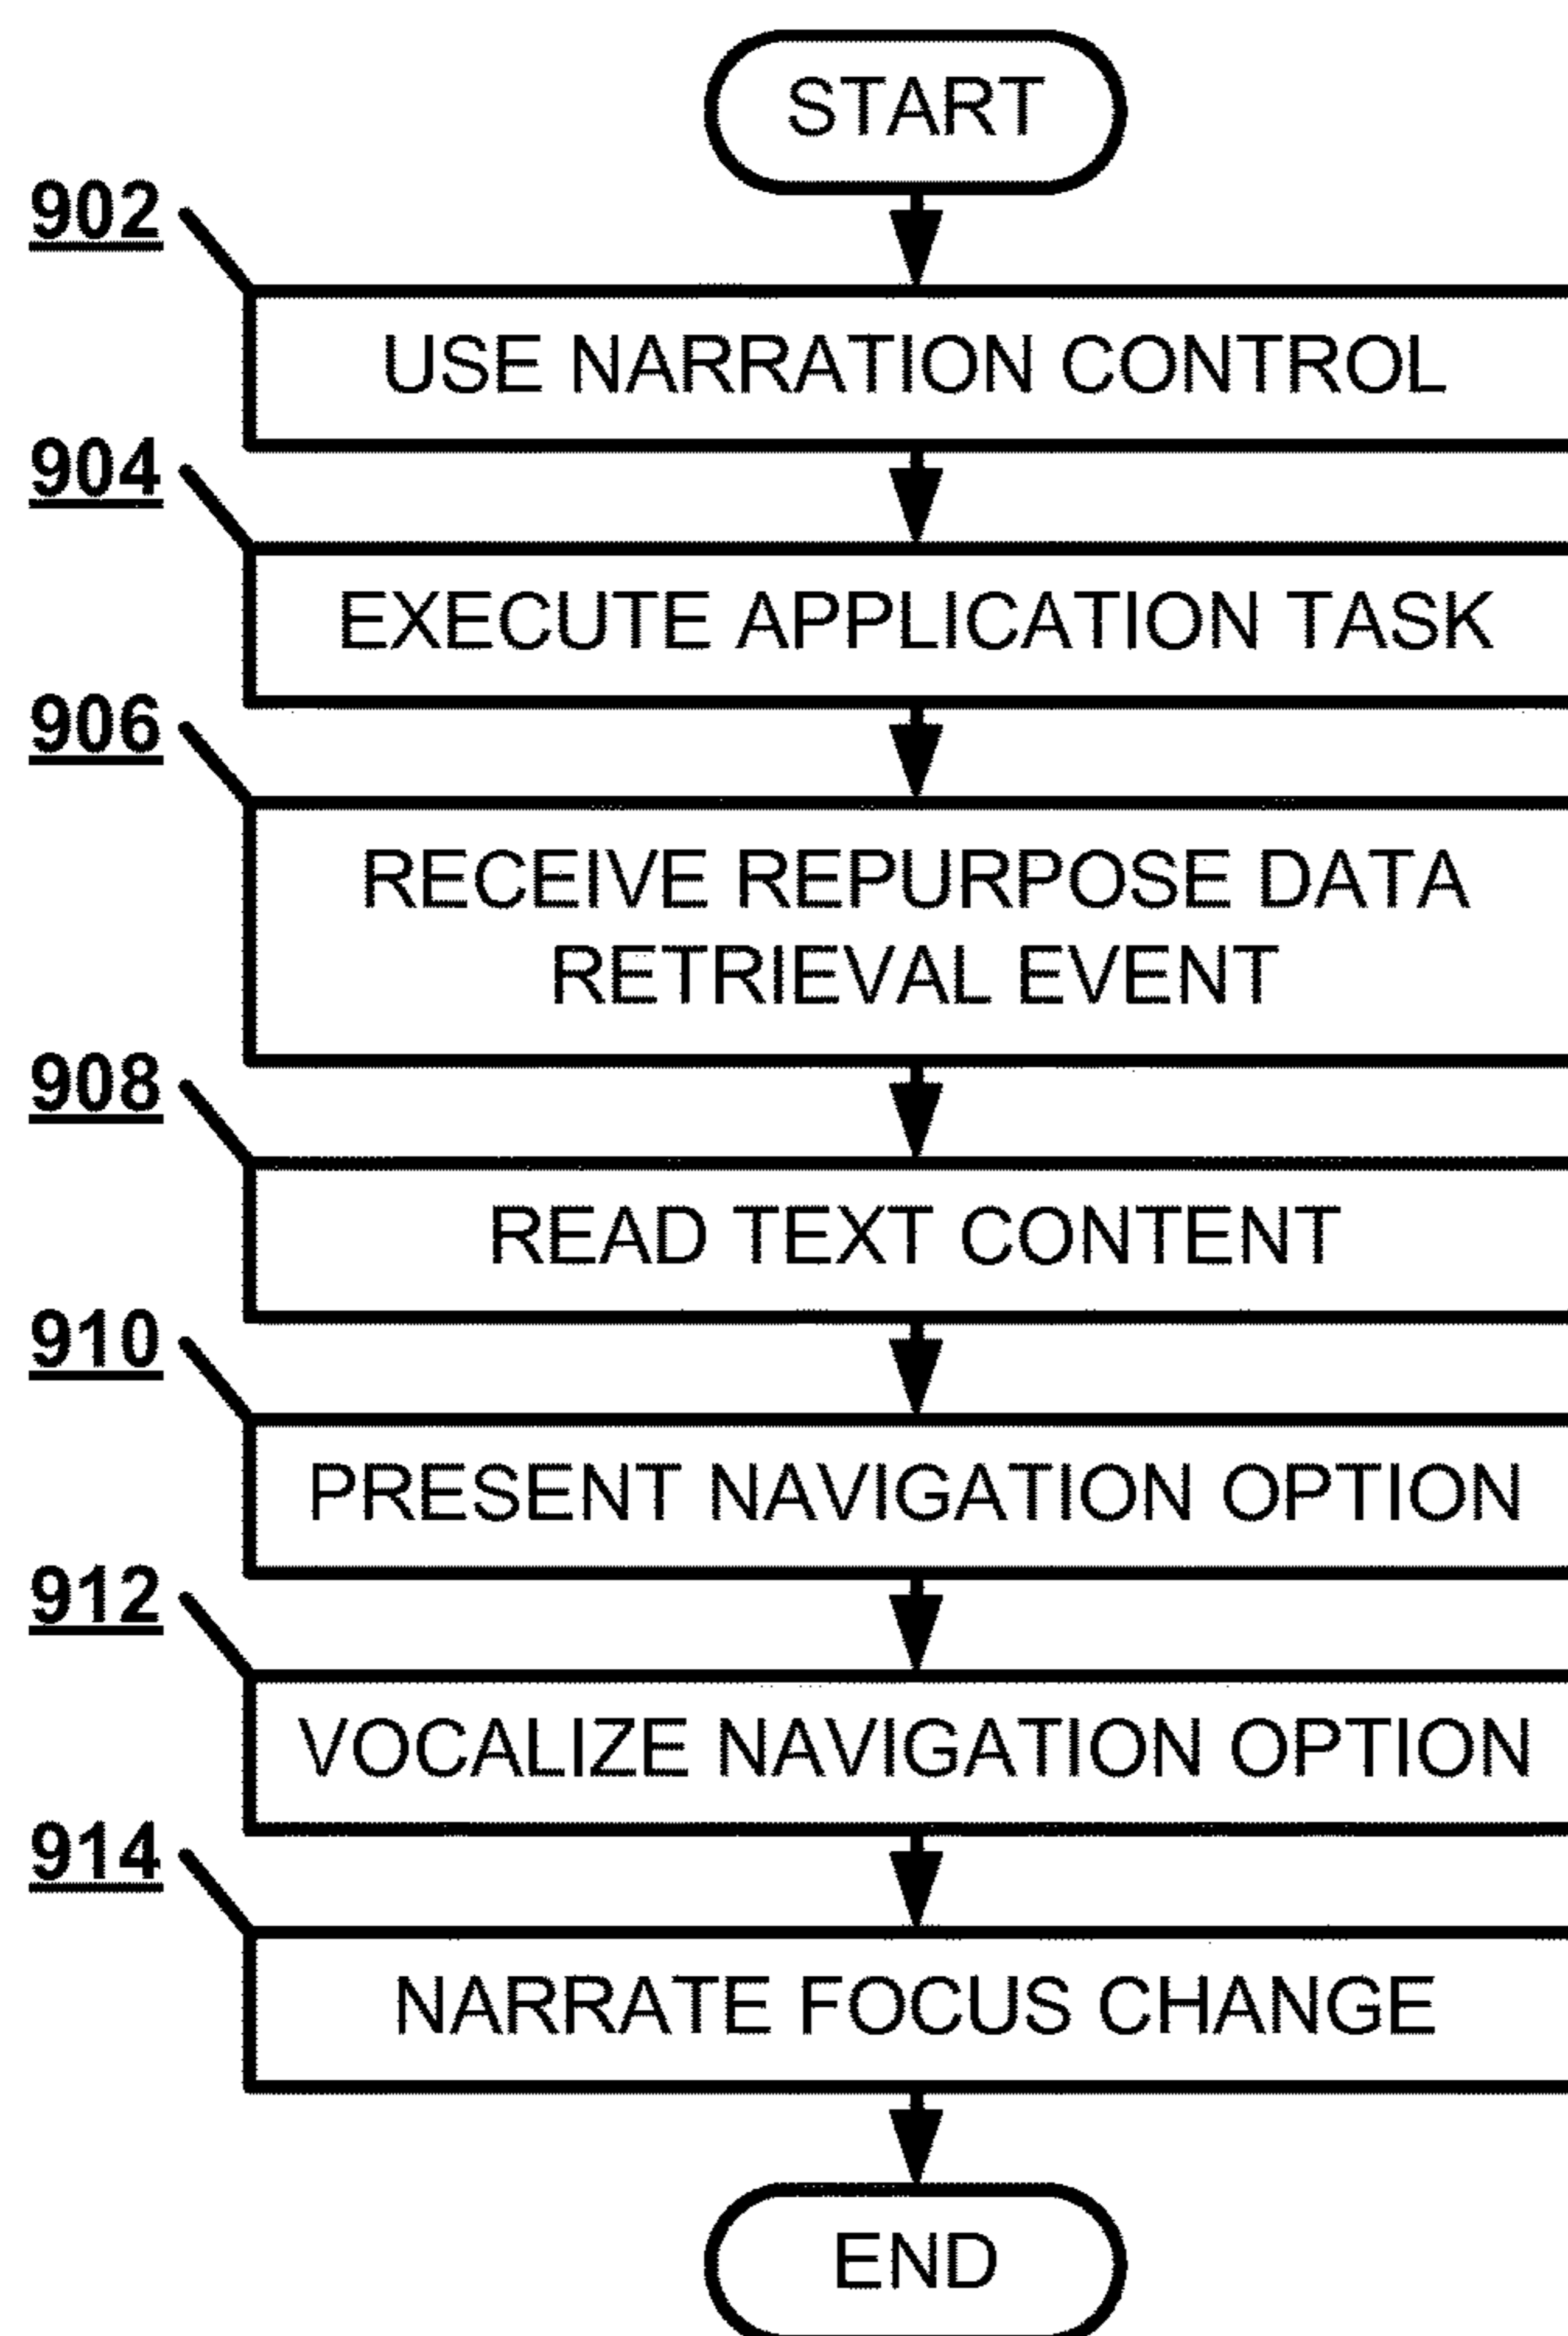 START
902
USE NARRATION CONTROL
904
EXECUTE APPLICATION TASK
906
RECEIVE REPURPOSE DATA
RETRIEVAL EVENT
908
READ TEXT CONTENT
910
PRESENT NAVIGATION OPTION
912
VOCALIZE NAVIGATION OPTION
914
NARRATE FOCUS CHANGE
END